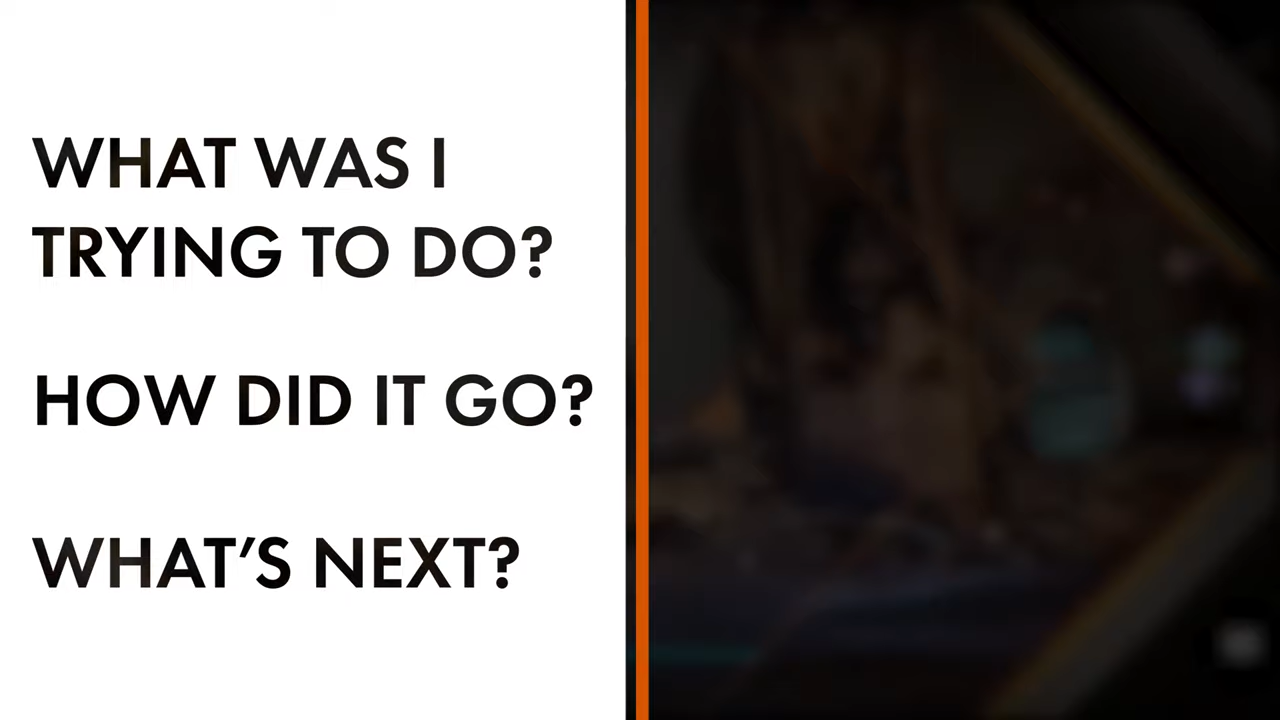 WHAT WAS I
TRYING TO DO?
HOW DID IT GO?
WHAT'S NEXT?